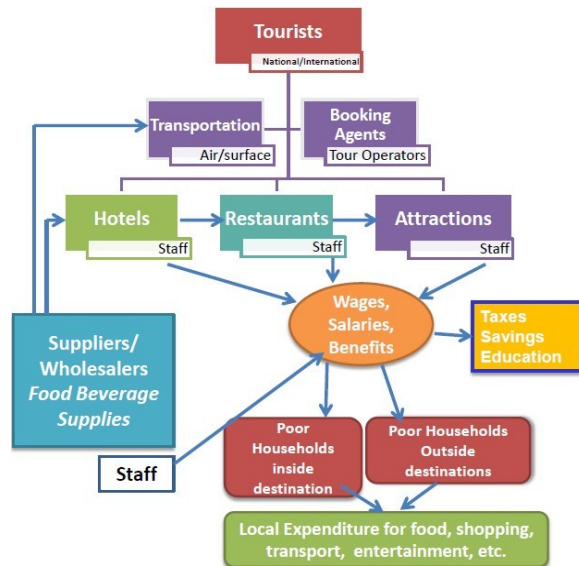 Tourists
National/International
Transportation
Air/surface
Booking
Agents
Tour Operators
Hotels
Staff
Restaurants
Staff
Attractions
Staff
Suppliers/
Wholesalers
Food Beverage
Supplies
Staff
Wages,
Salaries,
Benefits
Taxes
Savings
Education
Poor
Households
inside
destination
Poor Households
Outside
destinations
Local Expenditure for food, shopping,
transport, entertainment, etc.